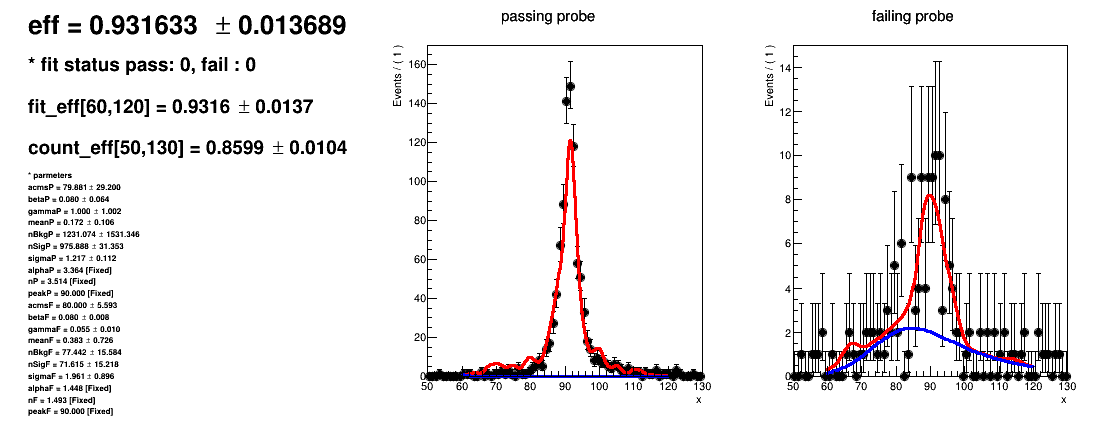 eff = 0.931633 ± 0.013689
* fit status pass: 0, fail : 0
fit_eff[60,120] = 0.9316 ± 0.0137
count_eff[50,130] = 0.8599 ± 0.0104
* parmeters
acmsP = 79.881 ± 29.200
betaP = 0.080 ± 0.064
gammaP = 1.000 ± 1.002
meanP = 0.172 ± 0.106
nBkgP = 1231.074 ± 1531.346
nSigP = 975.888 ± 31.353
sigmaP = 1.217 ± 0.112
alphaP = 3.364 [Fixed]
nP = 3.514 [Fixed]
peakP = 90.000 [Fixed]
acmsF = 80.000 ± 5.593
betaF = 0.080 ± 0.008
gammaF = 0.055 ± 0.010
meanF = 0.383 ± 0.726
nBkgF = 77.442 ± 15.584
nSigF = 71.615 ± 15.218
sigmaF = 1.961 ± 0.896
alphaF = 1.448 [Fixed]
nF = 1.493 [Fixed]
peakF = 90.000 [Fixed]
passing probe
Events / ( 1 )
160
140
120
100
80
60
40
20
0
50 60 70 80 90 100 110 120 130
x
failing probe
Events / ( 1 )
14
12
10
8
6
4
2
0
50 60 70 80 90 100 110 120 130
x